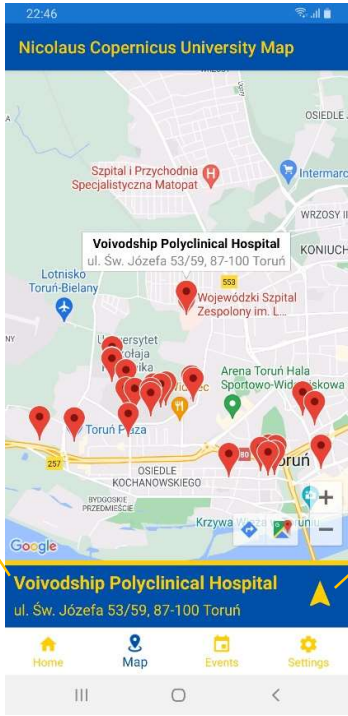 22:46
Nicolaus Copernicus University Map
OSIEDLE
Szpital i Przychodnia
Specjalistyczna Matopat
H
Intermarc
WRZOSY II
Voivodship Polyclinical Hospital
ul. Św. Józefa 53/59, 87-100 Toruń
KONIUCH
Lotnisko
Toruń-Bielany
553
Wojewódzki Szpital
Zespolony im. L...
NY
Arena Toruń Hala
Sportowo-Widowiskowa
Toruń Plaza
257
80
OSIEDLE
KOCHANOWSKIEGO
BYDGOSKIE
PRZEDMIEŚCIE
Krzywa
Google
Voivodship Polyclinical Hospital
ul. Św. Józefa 53/59, 87-100 Toruń
Home
Map
Events
Settings